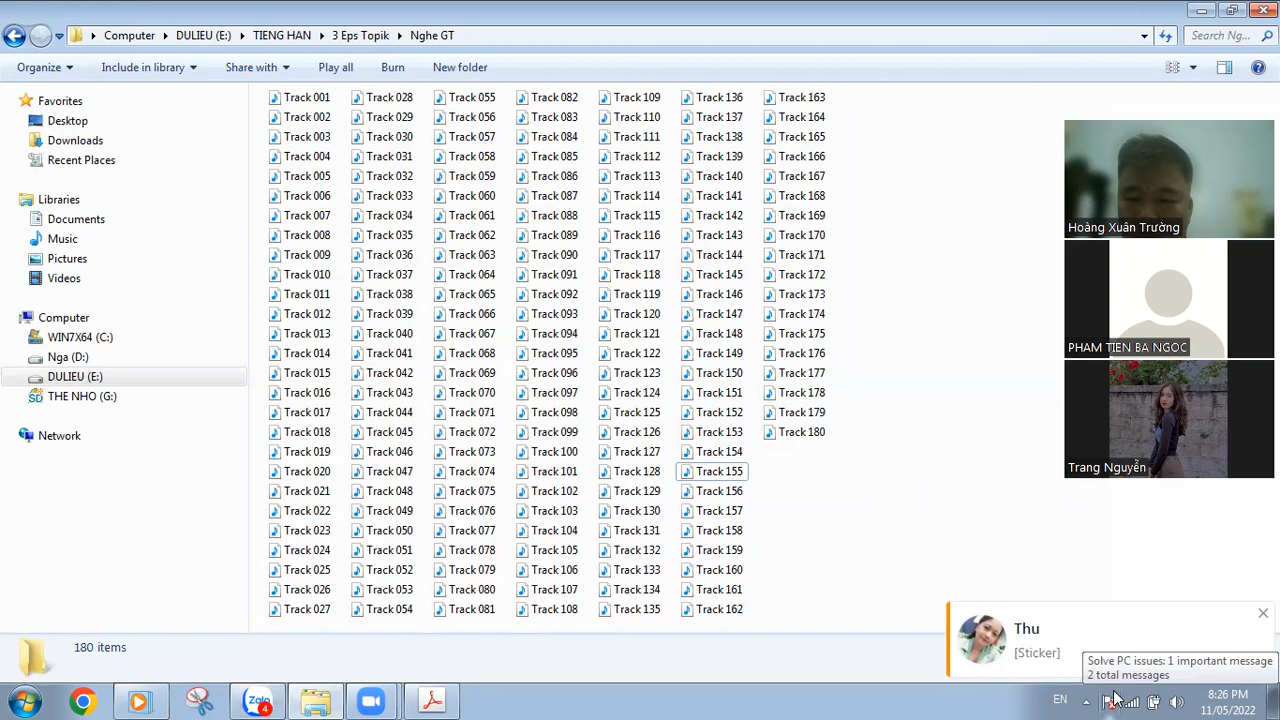 Computer DULIEU (E:) TIENG HAN 3 Eps Topik Nghe GT Search Ng...
Organize Include in library Share with Play all Burn New folder
Favorites
Desktop
Downloads
Recent Places
Libraries
Documents
Music
Pictures
Videos
Computer
WIN7X64 (C:)
Nga (D:)
DULIEU (E:)
THE NHO (G:)
Network
Track 001 Track 028 Track 055 Track 082 Track 109 Track 136 Track 163
Track 002 Track 029 Track 056 Track 083 Track 110 Track 137 Track 164
Track 003 Track 030 Track 057 Track 084 Track 111 Track 138 Track 165
Track 004 Track 031 Track 058 Track 085 Track 112 Track 139 Track 166
Track 005 Track 032 Track 059 Track 086 Track 113 Track 140 Track 167
Track 006 Track 033 Track 060 Track 087 Track 114 Track 141 Track 168
Track 007 Track 034 Track 061 Track 088 Track 115 Track 142 Track 169
Track 008 Track 035 Track 062 Track 089 Track 116 Track 143 Track 170
Track 009 Track 036 Track 063 Track 090 Track 117 Track 144 Track 171
Track 010 Track 037 Track 064 Track 091 Track 118 Track 145 Track 172
Track 011 Track 038 Track 065 Track 092 Track 119 Track 146 Track 173
Track 012 Track 039 Track 066 Track 093 Track 120 Track 147 Track 174
Track 013 Track 040 Track 067 Track 094 Track 121 Track 148 Track 175
Track 014 Track 041 Track 068 Track 095 Track 122 Track 149 Track 176
Track 015 Track 042 Track 069 Track 096 Track 123 Track 150 Track 177
Track 016 Track 043 Track 070 Track 097 Track 124 Track 151 Track 178
Track 017 Track 044 Track 071 Track 098 Track 125 Track 152 Track 179
Track 018 Track 045 Track 072 Track 099 Track 126 Track 153 Track 180
Track 019 Track 046 Track 073 Track 100 Track 127 Track 154
Track 020 Track 047 Track 074 Track 101 Track 128 Track 155
Track 021 Track 048 Track 075 Track 102 Track 129 Track 156
Track 022 Track 049 Track 076 Track 103 Track 130 Track 157
Track 023 Track 050 Track 077 Track 104 Track 131 Track 158
Track 024 Track 051 Track 078 Track 105 Track 132 Track 159
Track 025 Track 052 Track 079 Track 106 Track 133 Track 160
Track 026 Track 053 Track 080 Track 107 Track 134 Track 161
Track 027 Track 054 Track 081 Track 108 Track 135 Track 162
Hoàng Xuân Trường
PHAM TIEN BA NGOC
Trang Nguyễn
Thu
[Sticker]
Solve PC issues: 1 important message
2 total messages
180 items
Zalo
4
EN
8:26 PM
11/05/2022